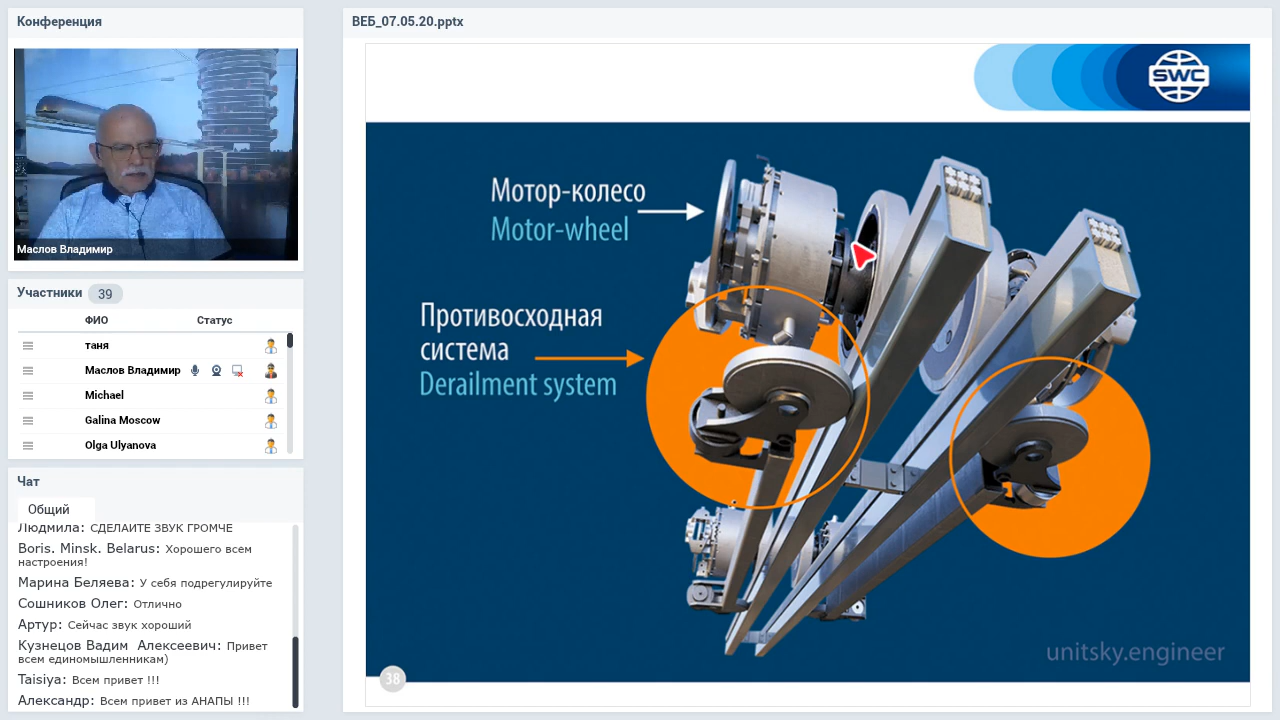 Конференция
Маслов Владимир
Участники 39
ФИО Статус
таня
Маслов Владимир
Michael
Galina Moscow
Olga Ulyanova
Чат
Общий
Людмила: СДЕЛАЙТЕ ЗВУК ГРОМЧЕ
Boris. Minsk. Belarus: Хорошего всем
настроения!
Марина Беляева: У себя подрегулируйте
Сошников Олег: Отлично
Артур: Сейчас звук хороший
Кузнецов Вадим Алексеевич: Привет
всем единомышленникам)
Taisiya: Всем привет !!!
Александр: Всем привет из АНАПЫ !!!
ВЕБ_07.05.20.pptx
SWC
Мотор-колесо
Motor-wheel
Противосходная
система
Derailment system
unitsky.engineer
38